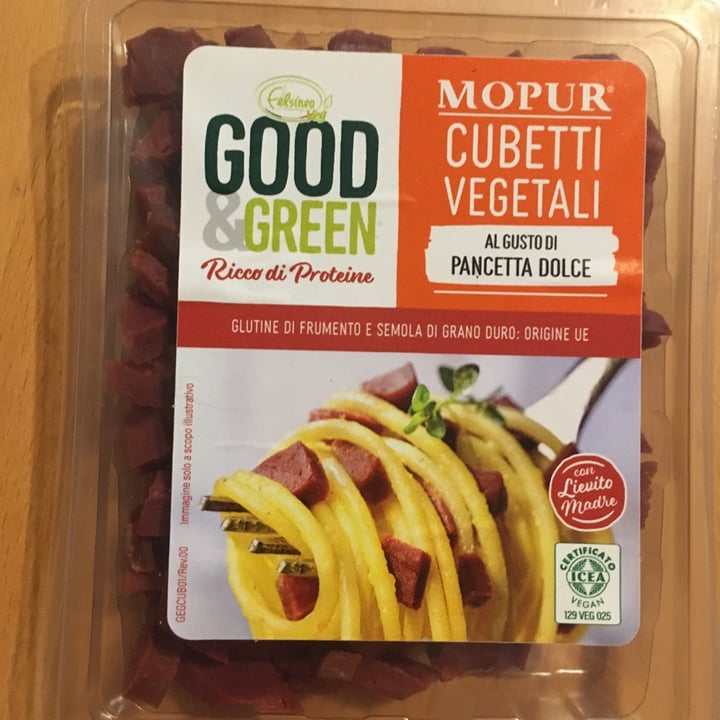 Felsineo
Veg
GOOD
&GREEN
Ricco di Proteine
MOPUR®
CUBETTI
VEGETALI
AL GUSTO DI
PANCETTA DOLCE
GLUTINE DI FRUMENTO E SEMOLA DI GRANO DURO: ORIGINE UE
Immagine solo a scopo illustrativo
GEGCUB01/Rev.00
con
Lievito
Madre
CERTIFICATO
ICEA
VEGAN
129 VEG 025